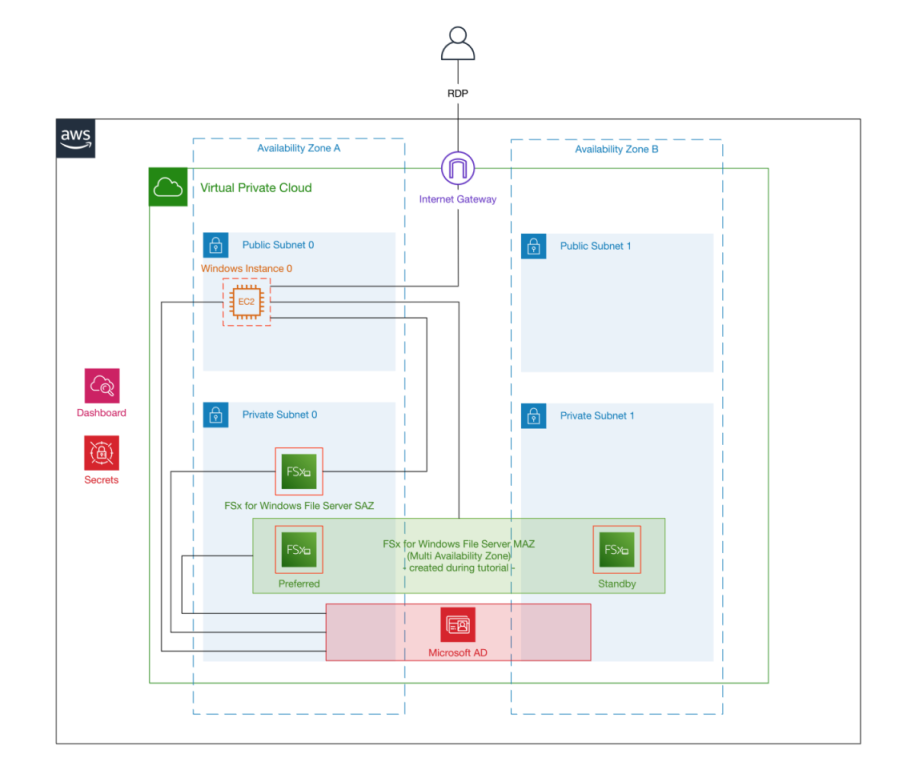 RDP
aws
Availability Zone A
Availability Zone B
Virtual Private Cloud
Internet Gateway
Public Subnet 0
Public Subnet 1
Windows Instance 0
EC2
Dashboard
Private Subnet 0
Private Subnet 1
Secrets
FSx
FSx for Windows File Server SAZ
FSx
Preferred
FSx for Windows File Server MAZ
(Multi Availability Zone)
- created during tutorial -
FSx
Standby
Microsoft AD